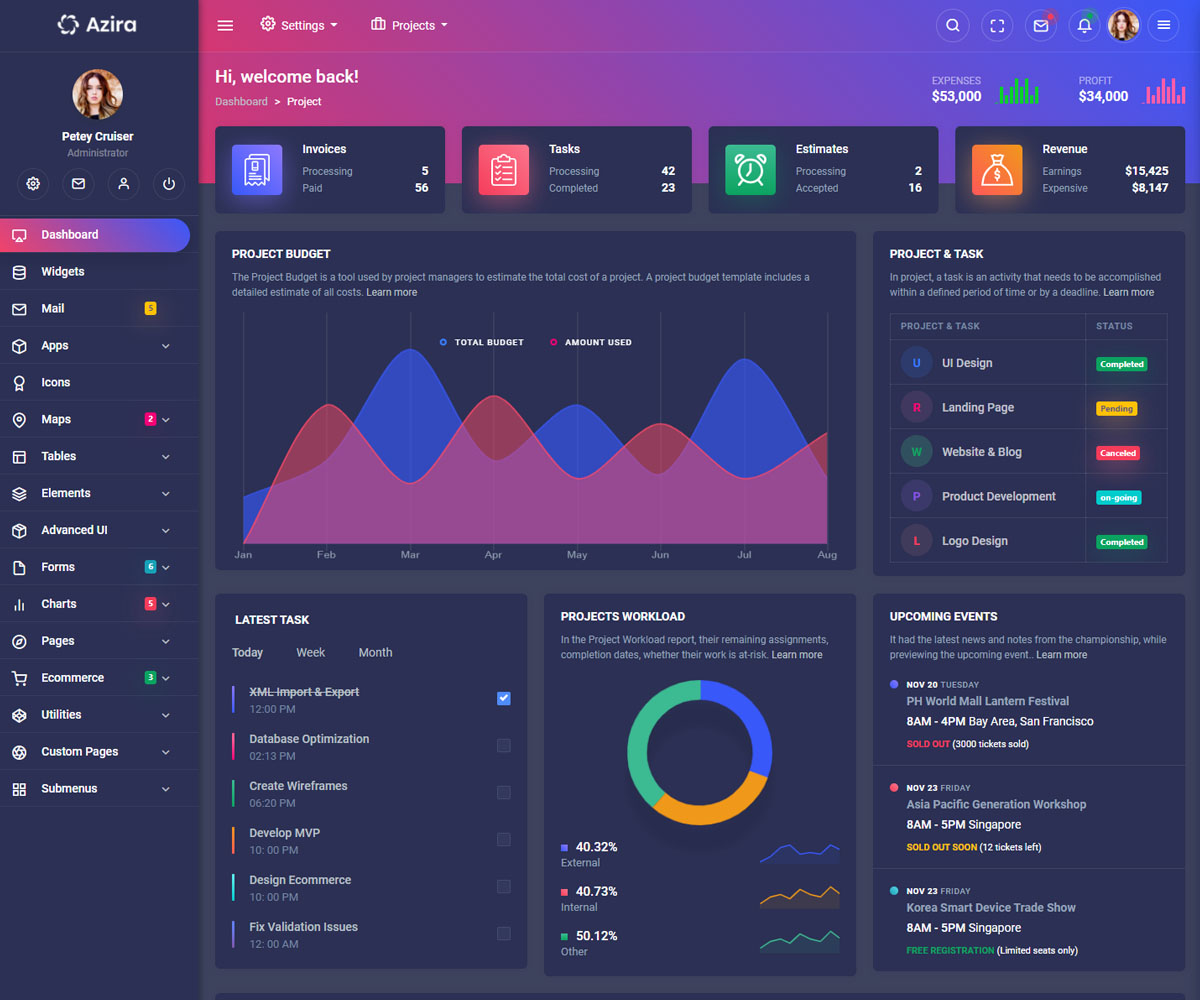 Azira
Petey Cruiser
Administrator
Dashboard
Widgets
Mail 5
Apps
Icons
Maps 2
Tables
Elements
Advanced UI
Forms 6
Charts 5
Pages
Ecommerce 3
Utilities
Custom Pages
Submenus
Settings Projects
Hi, welcome back!
Dashboard > Project
EXPENSES
$53,000
PROFIT
$34,000
Invoices
Processing 5
Paid 56
Tasks
Processing 42
Completed 23
Estimates
Processing 2
Accepted 16
Revenue
Earnings $15,425
Expensive $8,147
PROJECT BUDGET
The Project Budget is a tool used by project managers to estimate the total cost of a project. A project budget template includes a
detailed estimate of all costs. Learn more
TOTAL BUDGET AMOUNT USED
Jan Feb Mar Apr May Jun Jul Aug
PROJECT & TASK
In project, a task is an activity that needs to be accomplished
within a defined period of time or by a deadline. Learn more
PROJECT & TASK STATUS
U UI Design Completed
R Landing Page Pending
W Website & Blog Canceled
P Product Development on-going
L Logo Design Completed
LATEST TASK
Today Week Month
XML Import & Export
12:00 PM
Database Optimization
02:13 PM
Create Wireframes
06:20 PM
Develop MVP
10: 00 PM
Design Ecommerce
10: 00 PM
Fix Validation Issues
12: 00 AM
PROJECTS WORKLOAD
In the Project Workload report, their remaining assignments,
completion dates, whether their work is at-risk. Learn more
40.32%
External
40.73%
Internal
50.12%
Other
UPCOMING EVENTS
It had the latest news and notes from the championship, while
previewing the upcoming event.. Learn more
NOV 20 TUESDAY
PH World Mall Lantern Festival
8AM - 4PM Bay Area, San Francisco
SOLD OUT (3000 tickets sold)
NOV 23 FRIDAY
Asia Pacific Generation Workshop
8AM - 5PM Singapore
SOLD OUT SOON (12 tickets left)
NOV 23 FRIDAY
Korea Smart Device Trade Show
8AM - 5PM Singapore
FREE REGISTRATION (Limited seats only)